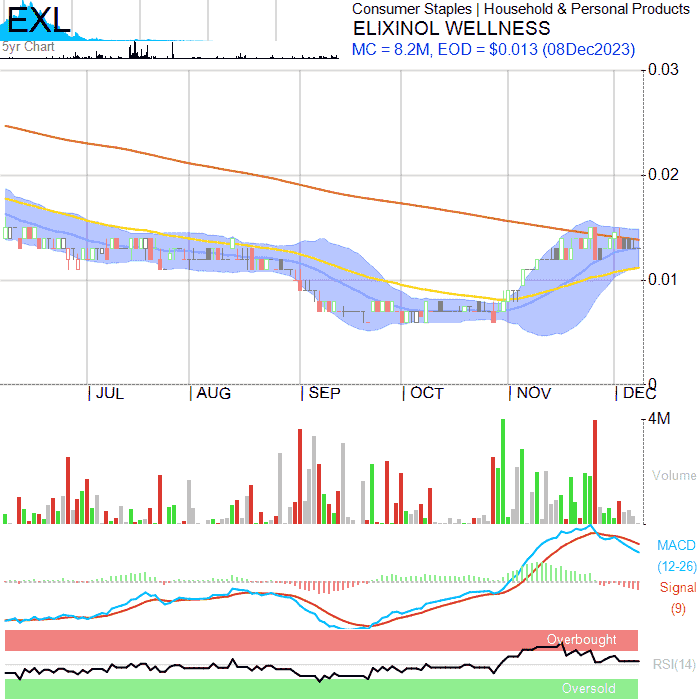 EXL
5yr Chart
Consumer Staples | Household & Personal Products
ELIXINOL WELLNESS
MC = 8.2M, EOD = $0.013 (08Dec2023)
0.03
0.02
0.01
0
JUL AUG SEP OCT NOV DEC
4M
Volume
MACD
(12-26)
Signal
(9)
Overbought
RSI(14)
Oversold